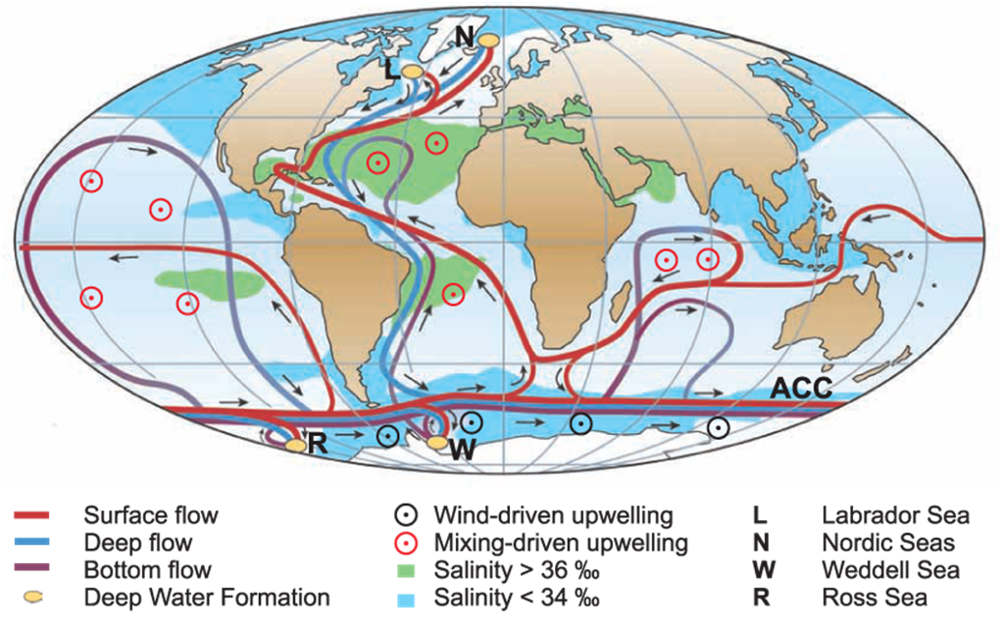 N
L
ACC
R
W
Surface flow
Deep flow
Bottom flow
Deep Water Formation
Wind-driven upwelling
Mixing-driven upwelling
Salinity > 36 ‰
Salinity < 34 ‰
L Labrador Sea
N Nordic Seas
W Weddell Sea
R Ross Sea